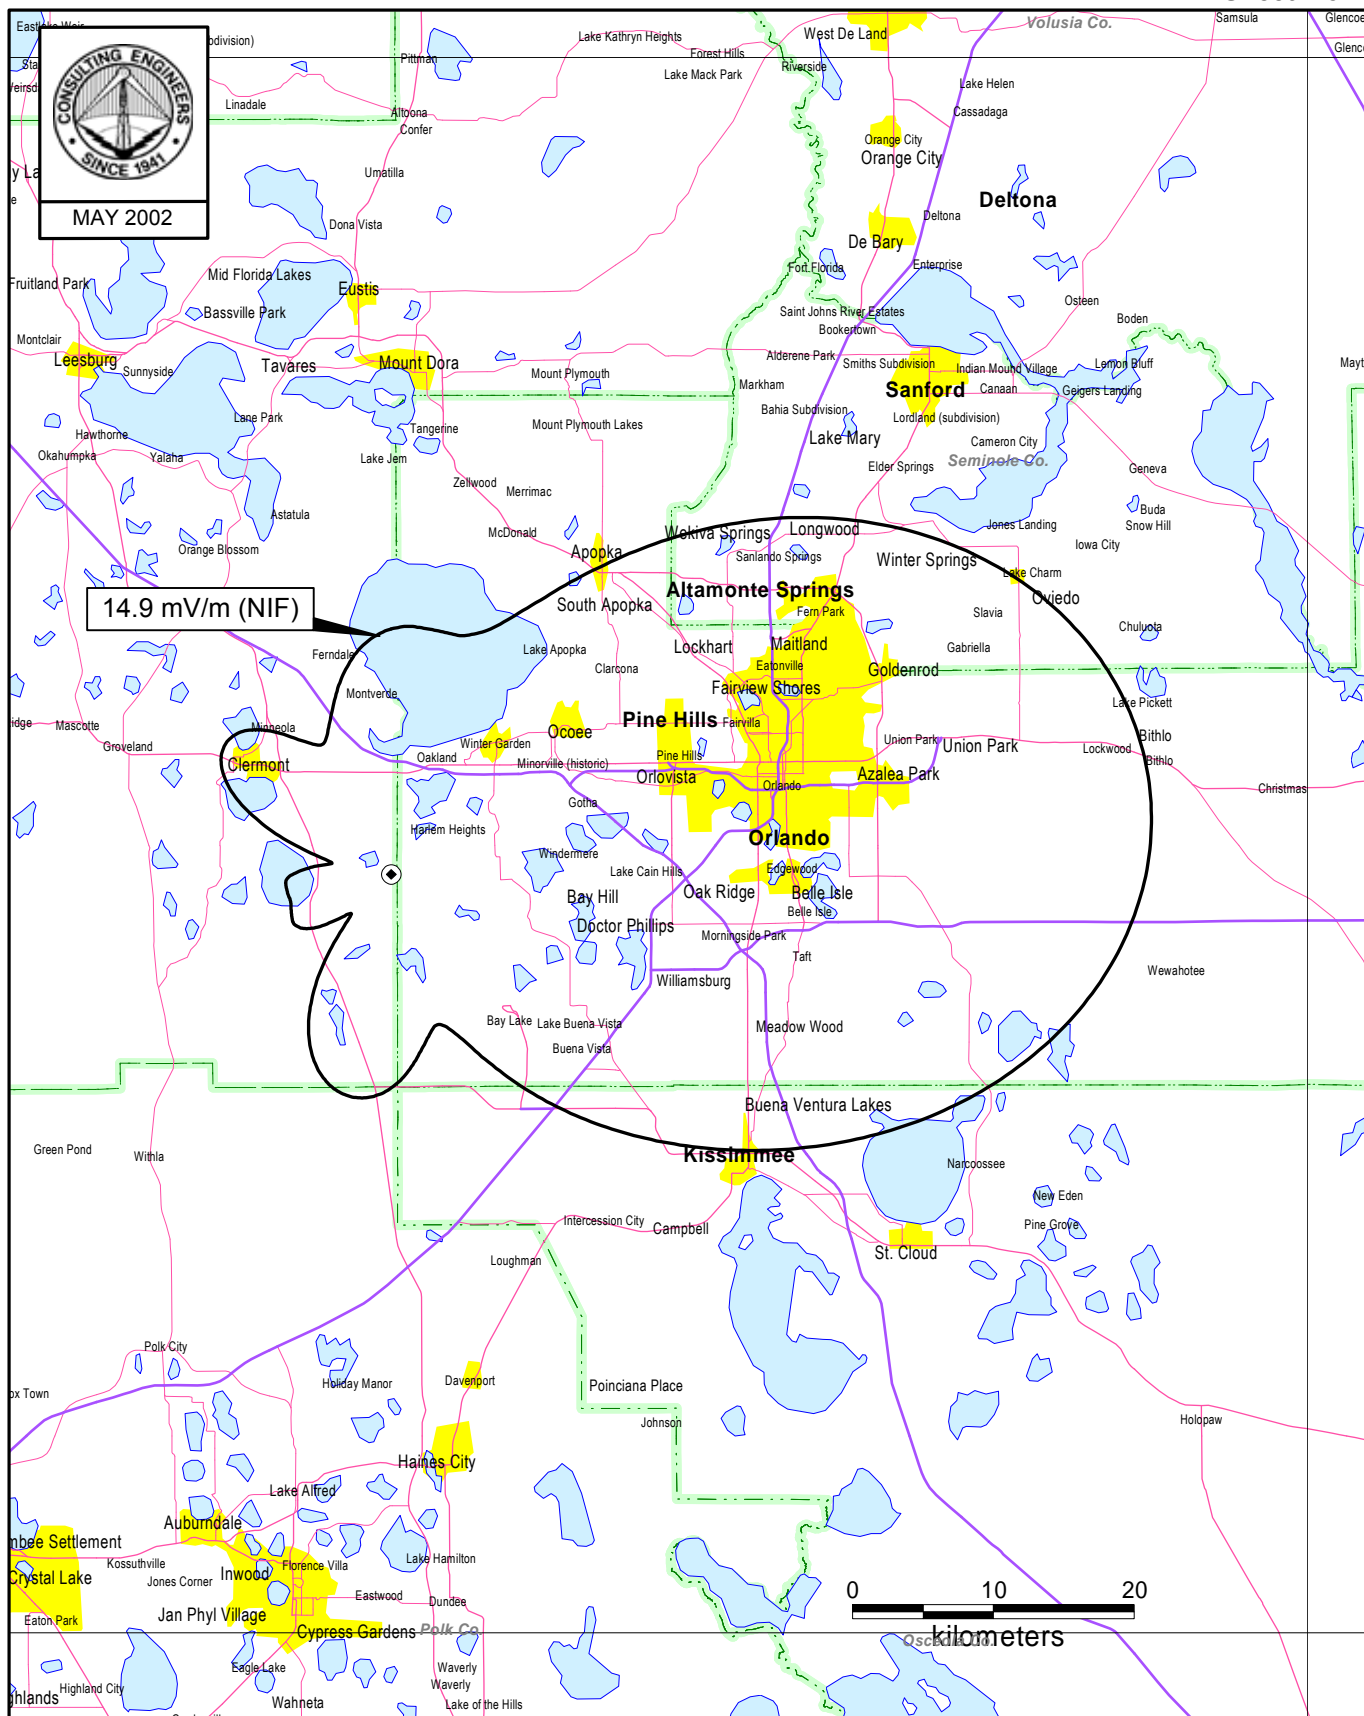 Volusia Co.
Samsula
Glencoe
West De Land
Lake Kathryn Heights
Forest Hills
Lake Mack Park
Riverside
Pittman
CONSULTING ENGINEERS
SINCE 1941
MAY 2002
Linadale
Altoona
Confer
Lake Helen
Cassadaga
Orange City
Orange City
Umatilla
Deltona
Deltona
Dona Vista
De Bary
Enterprise
Fort Florida
Fruitland Park
Mid Florida Lakes
Eustis
Bassville Park
Osteen
Saint Johns River Estates
Bookertown
Boden
Montclair
Leesburg
Sunnyside
Tavares
Mount Dora
Mount Plymouth
Alderene Park
Smiths Subdivision
Indian Mound Village
Lemon Bluff
Markham
Sanford
Canaan
Geigers Landing
Lane Park
Bahia Subdivision
Lordland (subdivision)
Hawthorne
Tangerine
Mount Plymouth Lakes
Lake Mary
Cameron City
Okahumpka
Yalaha
Lake Jem
Elder Springs
Seminole Co.
Geneva
Zellwood
Merrimac
Astatula
McDonald
Wekiva Springs
Longwood
Jones Landing
Buda
Snow Hill
Orange Blossom
Apopka
Sanlando Springs
Winter Springs
Iowa City
Lake Charm
14.9 mV/m (NIF)
Altamonte Springs
Oviedo
South Apopka
Fern Park
Slavia
Chuluota
Ferndale
Lake Apopka
Lockhart
Maitland
Gabriella
Clarcona
Eatonville
Goldenrod
Montverde
Fairview Shores
Lake Pickett
Mascotte
Minneola
Pine Hills
Fairvilla
Groveland
Ocoee
Winter Garden
Union Park
Union Park
Lockwood
Bithlo
Bithlo
Clermont
Oakland
Minorville (historic)
Pine Hills
Orlovista
Orlando
Azalea Park
Christmas
Gotha
Harlem Heights
Orlando
Windermere
Lake Cain Hills
Edgewood
Bay Hill
Oak Ridge
Belle Isle
Belle Isle
Doctor Phillips
Morningside Park
Taft
Williamsburg
Wewahotee
Bay Lake
Lake Buena Vista
Meadow Wood
Buena Vista
Buena Ventura Lakes
Green Pond
Withla
Kissimmee
Narcoossee
New Eden
Intercession City
Campbell
Pine Grove
Loughman
St. Cloud
Polk City
Holiday Manor
Davenport
Poinciana Place
Johnson
Holopaw
Haines City
Lake Alfred
Auburndale
Kossuthville
Florence Villa
Lake Hamilton
Crystal Lake
Jones Corner
Inwood
Eastwood
Dundee
Eaton Park
Jan Phyl Village
Cypress Gardens
Polk Co.
0 10 20
kilometers
Osceola Co.
Eagle Lake
Waverly
Waverly
Highland City
Wahneta
Lake of the Hills